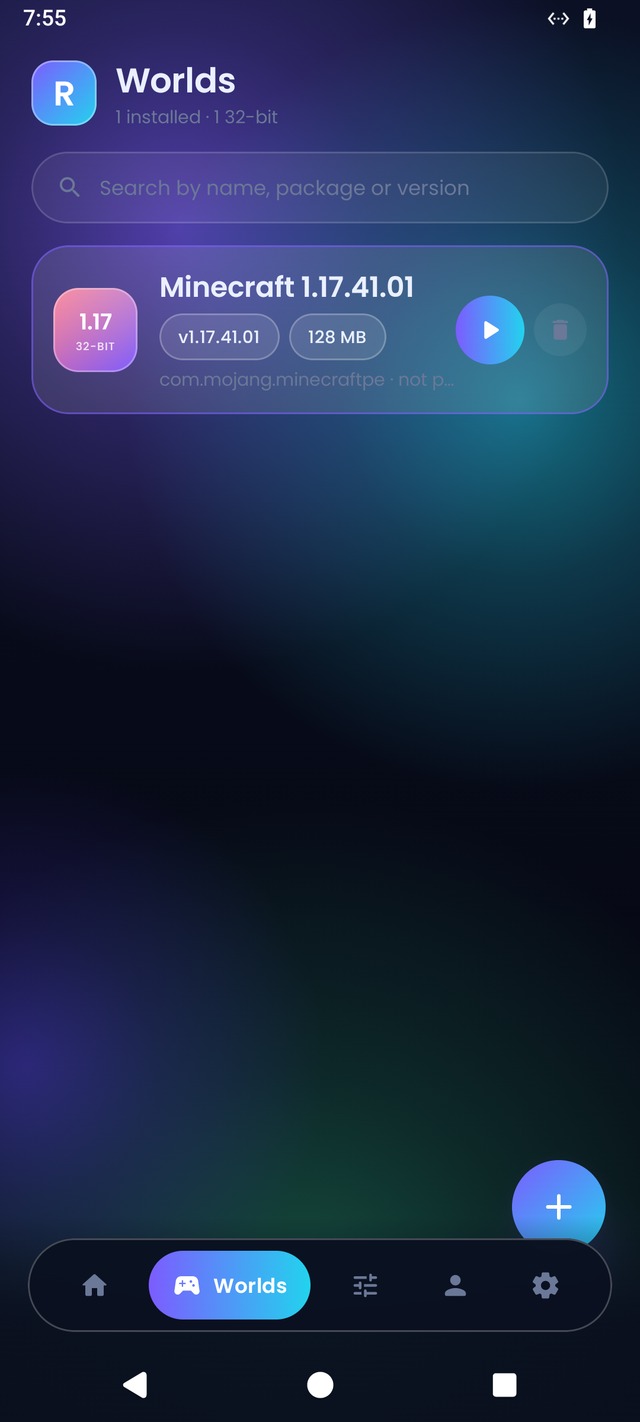 7:55
R
Worlds
1 installed · 1 32-bit
Search by name, package or version
1.17
32-BIT
Minecraft 1.17.41.01
v1.17.41.01
128 MB
com.mojang.minecraftpe · not p...
Worlds